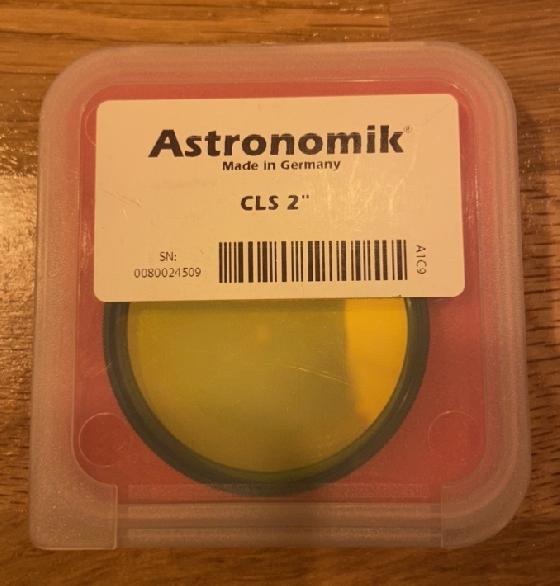 Astronomik®
Made in Germany
CLS 2"
SN:
0080024509
A1C9